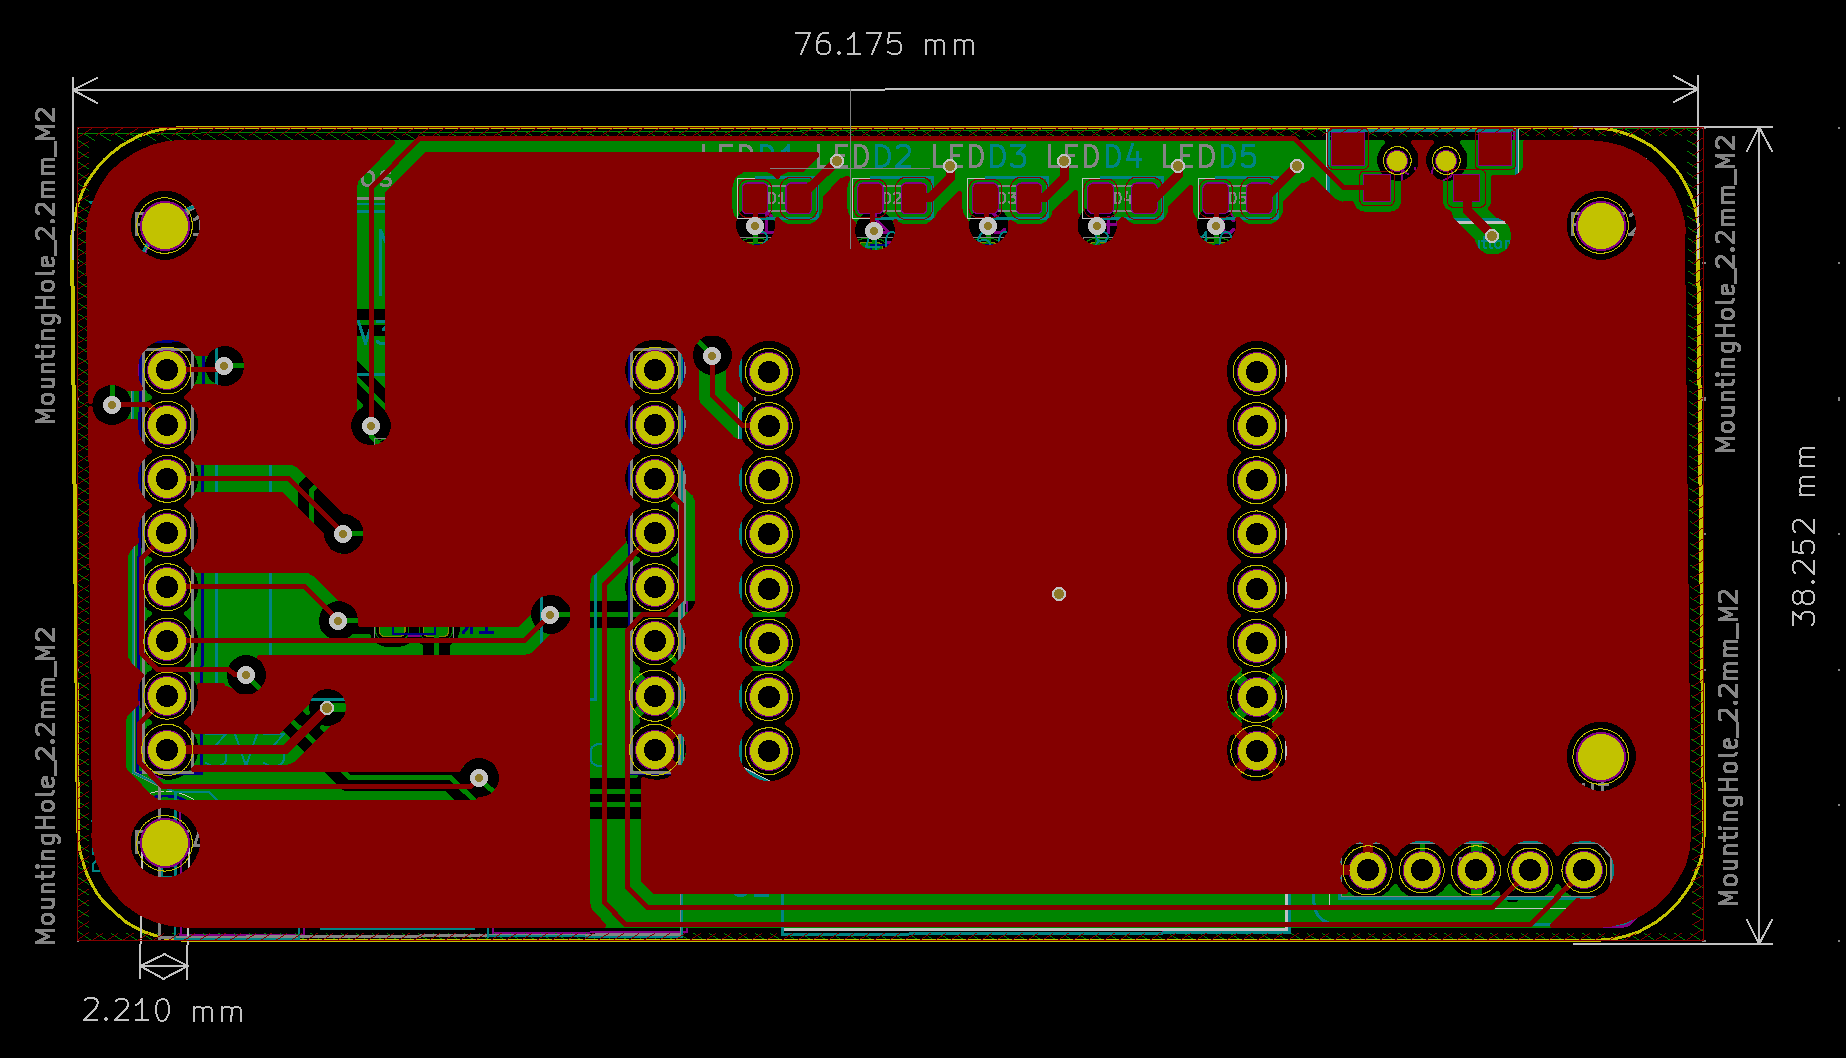 76.175 mm
MountingHole_2.2mm_M2
MountingHole_2.2mm_M2
LEDD1
LEDD2
LEDD3
LEDD4
LEDD5
D1
D2
D3
D4
D5
3V3
38.252 mm
MountingHole_2.2mm_M2
MountingHole_2.2mm_M2
2.210 mm